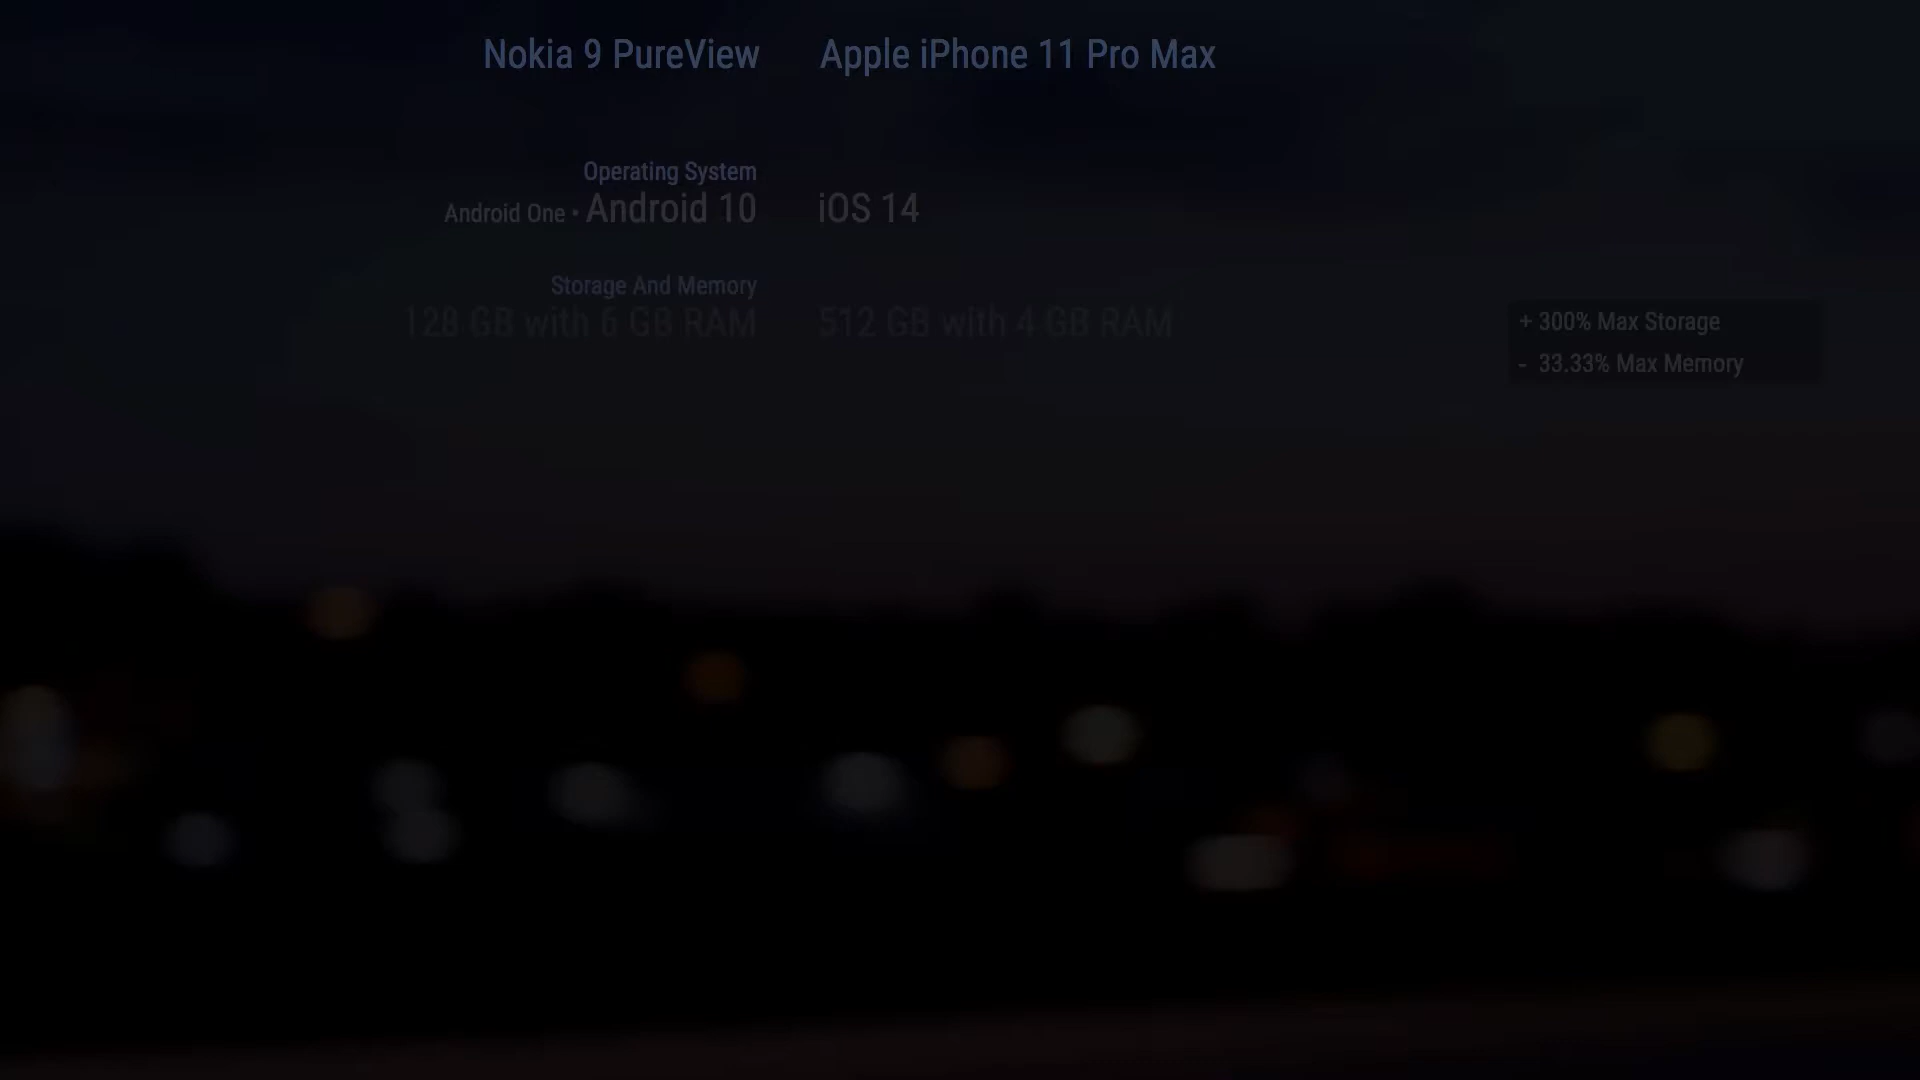 Nokia 9 PureView Apple iPhone 11 Pro Max
Operating System
Android One • Android 10 iOS 14
Storage And Memory
128 GB with 6 GB RAM 512 GB with 4 GB RAM
+ 300% Max Storage
- 33.33% Max Memory